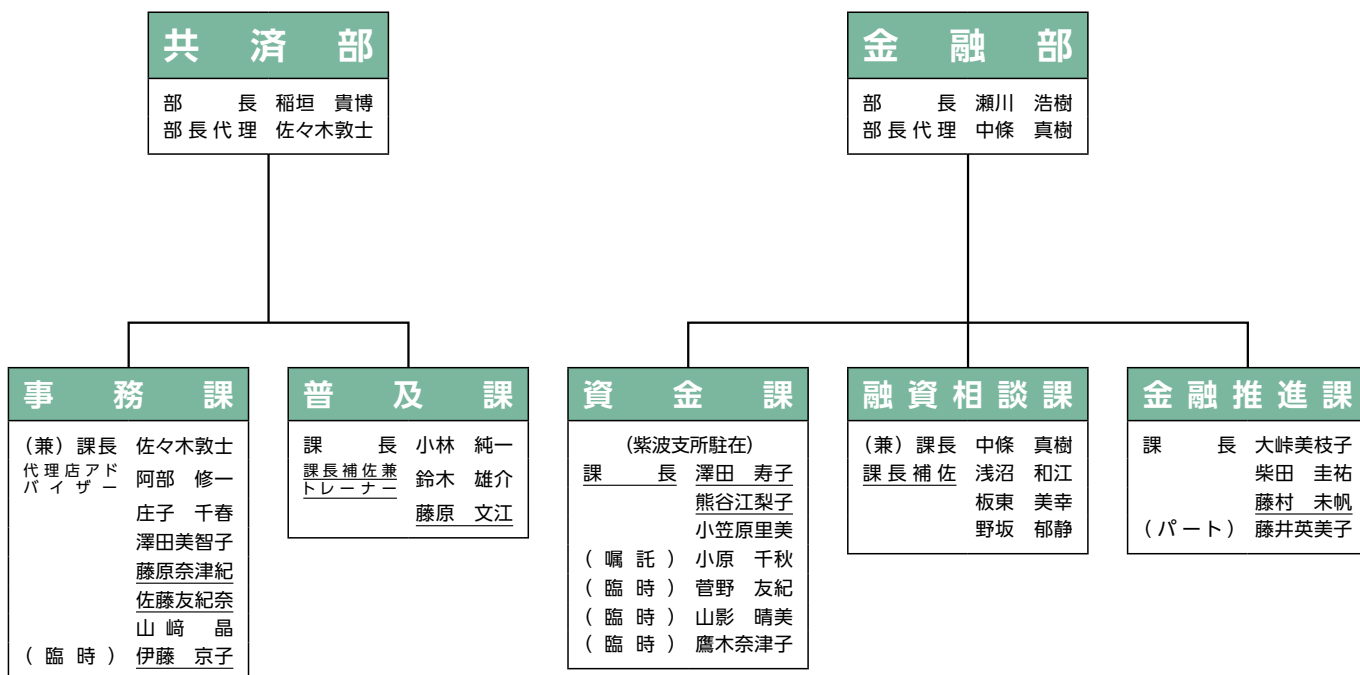 共済部
部長 稲垣 貴博
部長代理 佐々木敦士
金融部
部長 瀬川 浩樹
部長代理 中條 真樹
事務課
(兼)課長 佐々木敦士
代理店アド
バイザー 阿部 修一
庄子 千春
澤田美智子
藤原奈津紀
佐藤友紀奈
山﨑 晶
(臨時) 伊藤 京子
普及課
課長 小林 純一
課長補佐兼
トレーナー 鈴木 雄介
藤原 文江
資金課
(紫波支所駐在)
課長 澤田 寿子
熊谷江梨子
小笠原里美
(嘱託) 小原 千秋
(臨時) 菅野 友紀
(臨時) 山影 晴美
(臨時) 鷹木奈津子
融資相談課
(兼)課長 中條 真樹
課長補佐 浅沼 和江
板東 美幸
野坂 郁静
金融推進課
課長 大峠美枝子
柴田 圭祐
藤村 未帆
(パート) 藤井英美子